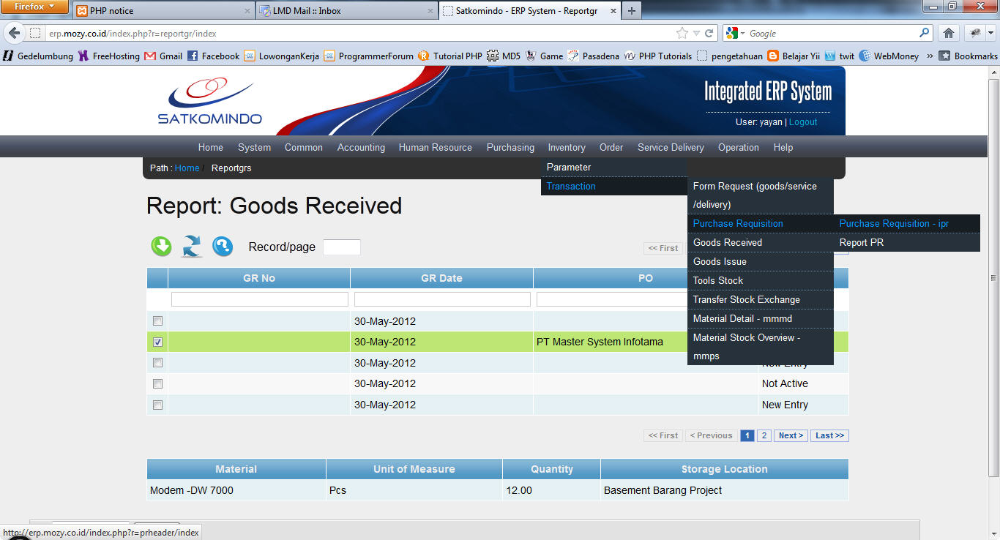 Firefox
PHP notice
LMD Mail :: Inbox
Satkomindo - ERP System - Reportgr
erp.mozy.co.id/index.php?r=reportgr/index
Google
Gedelumbung FreeHosting Gmail Facebook LowonganKerja ProgrammerForum Tutorial PHP MD5 Game Pasadena PHP Tutorials pengetahuan Belajar Yii twit WebMoney » Bookmarks
SATKOMINDO
Integrated ERP System
User: yayan | Logout
Home System Common Accounting Human Resource Purchasing Inventory Order Service Delivery Operation Help
Path : Home / Reportgrs
Parameter
Transaction
Form Request (goods/service
/delivery)
Purchase Requisition
Goods Received
Goods Issue
Tools Stock
Transfer Stock Exchange
Material Detail - mmmd
Material Stock Overview -
mmps
Purchase Requisition - ipr
Report PR
Report: Goods Received
Record/page
<< First
GR No GR Date PO
30-May-2012
30-May-2012 PT Master System Infotama
30-May-2012 New Entry
30-May-2012 Not Active
30-May-2012 New Entry
<< First < Previous 1 2 Next > Last >>
Material Unit of Measure Quantity Storage Location
Modem -DW 7000 Pcs 12.00 Basement Barang Project
http://erp.mozy.co.id/index.php?r=prheader/index